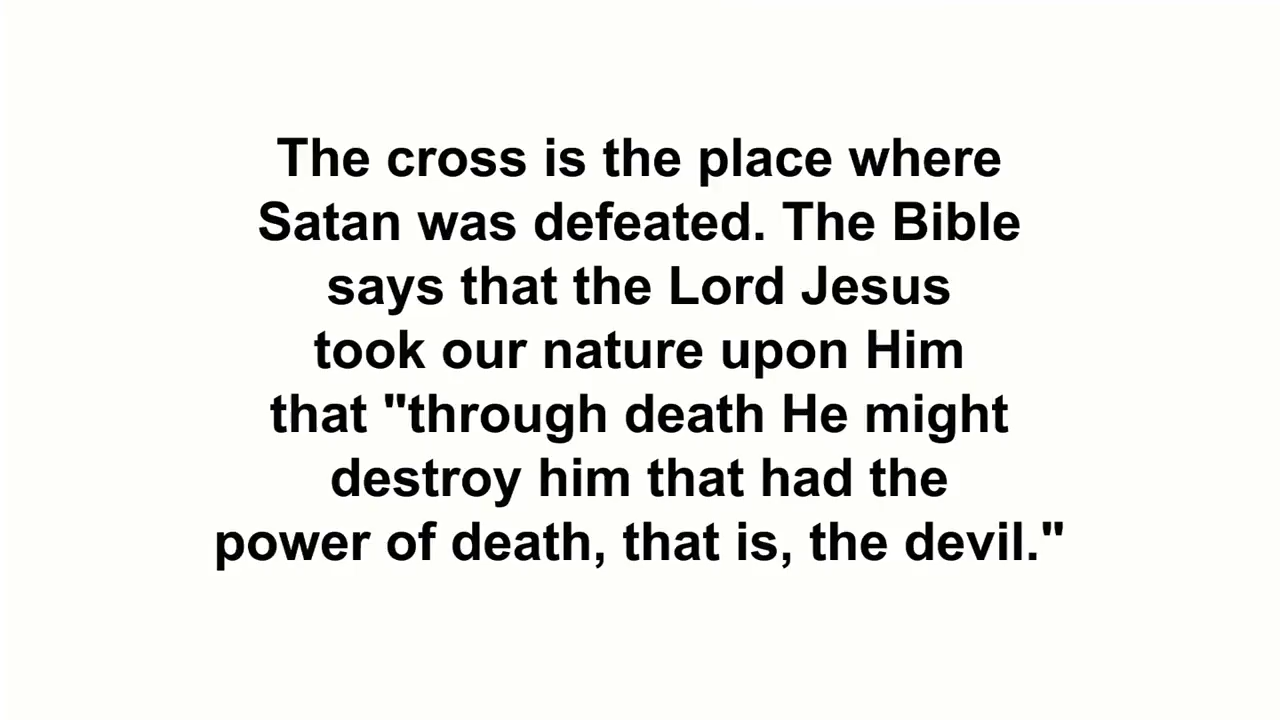 The cross is the place where
Satan was defeated. The Bible
says that the Lord Jesus
took our nature upon Him
that "through death He might
destroy him that had the
power of death, that is, the devil."